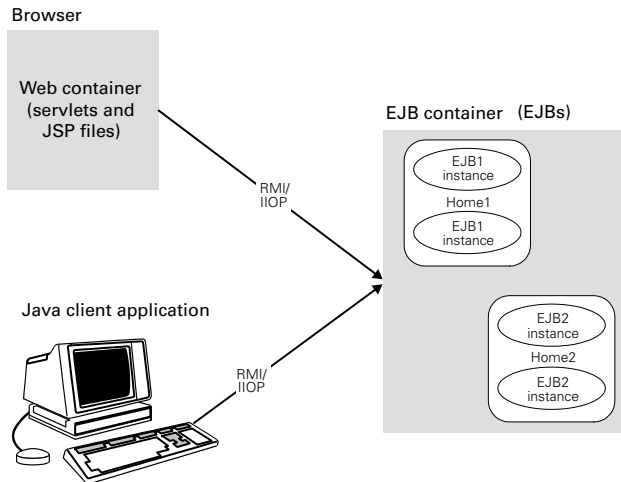 Browser
Web container
(servlets and
JSP files)
EJB container (EJBs)
EJB1
instance
Home1
EJB1
instance
RMI/
IIOP
Java client application
EJB2
instance
Home2
EJB2
instance
RMI/
IIOP